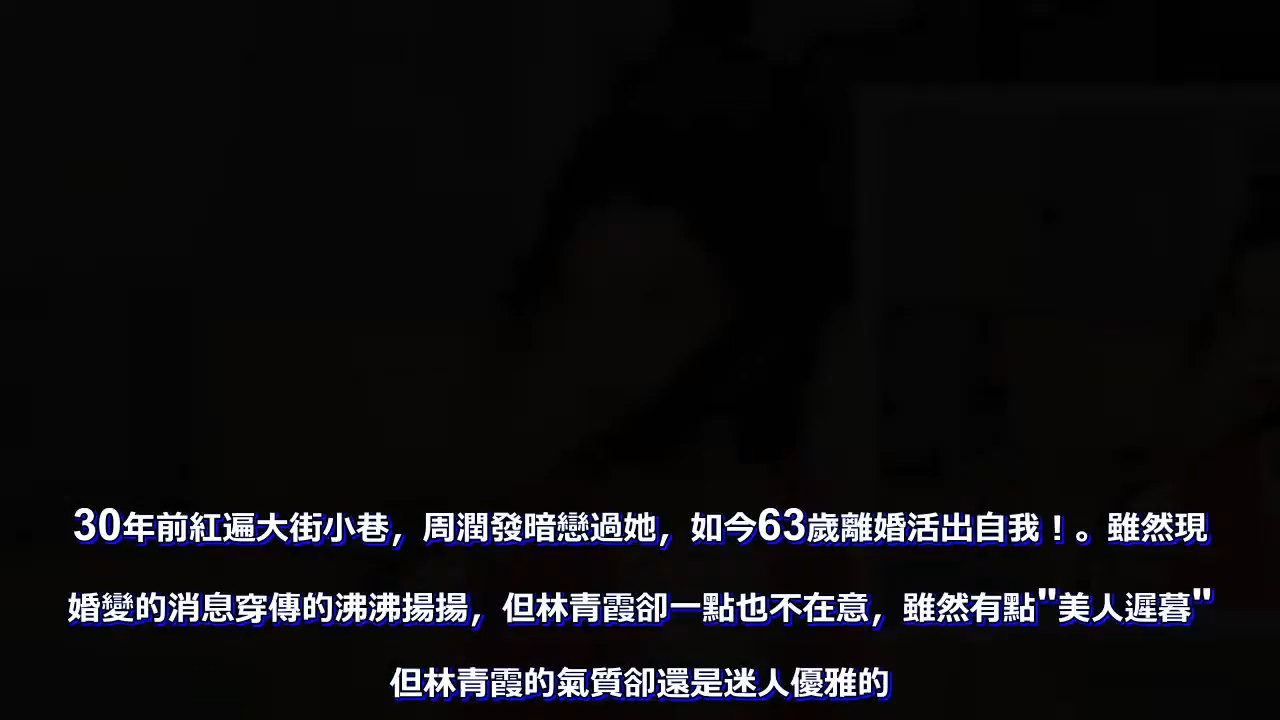 30年前紅遍大街小巷，周潤發暗戀過她，如今63歲離婚活出自我！。雖然現
婚變的消息穿傳的沸沸揚揚，但林青霞卻一點也不在意，雖然有點"美人遲暮"
但林青霞的氣質卻還是迷人優雅的